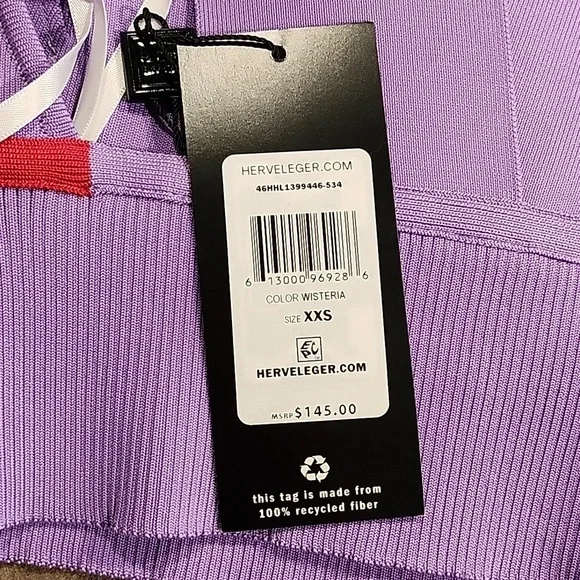 HERVELEGER.COM
46HHL1399446-534
6 13000 96928 6
COLOR WISTERIA
SIZE XXS
HERVELEGER.COM
MSRP $145.00
this tag is made from
100% recycled fiber